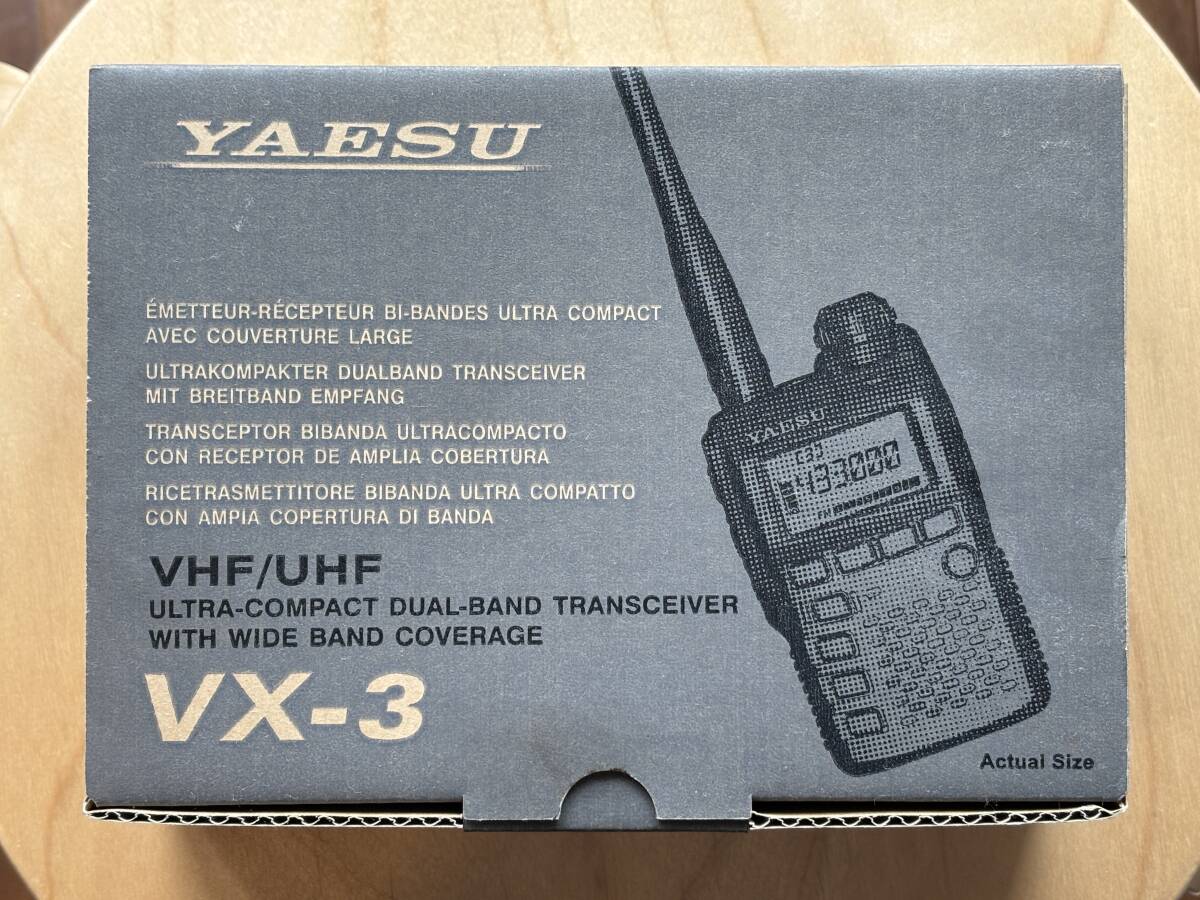 YAESU
ÉMETTEUR-RÉCEPTEUR BI-BANDES ULTRA COMPACT
AVEC COUVERTURE LARGE
ULTRAKOMPAKTER DUALBAND TRANSCEIVER
MIT BREITBAND EMPFANG
TRANSCEPTOR BIBANDA ULTRACOMPACTO
CON RECEPTOR DE AMPLIA COBERTURA
RICETRASMETTITORE BIBANDA ULTRA COMPATTO
CON AMPIA COPERTURA DI BANDA
VHF/UHF
ULTRA-COMPACT DUAL-BAND TRANSCEIVER
WITH WIDE BAND COVERAGE
VX-3
YAESU
Actual Size